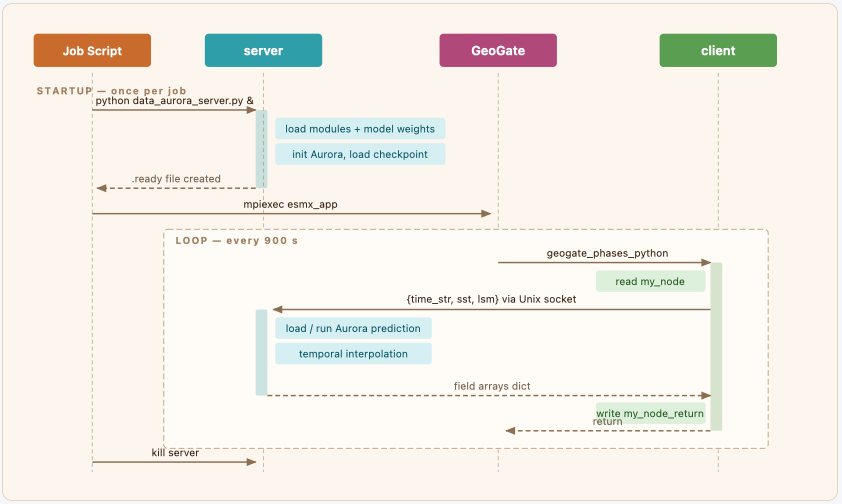 Job Script
server
GeoGate
client
STARTUP — once per job
python data_aurora_server.py &
load modules + model weights
init Aurora, load checkpoint
.ready file created
mpiexec esmx_app
LOOP — every 900 s
geogate_phases_python
read my_node
{time_str, sst, lsm} via Unix socket
load / run Aurora prediction
temporal interpolation
field arrays dict
write my_node_return
return
kill server